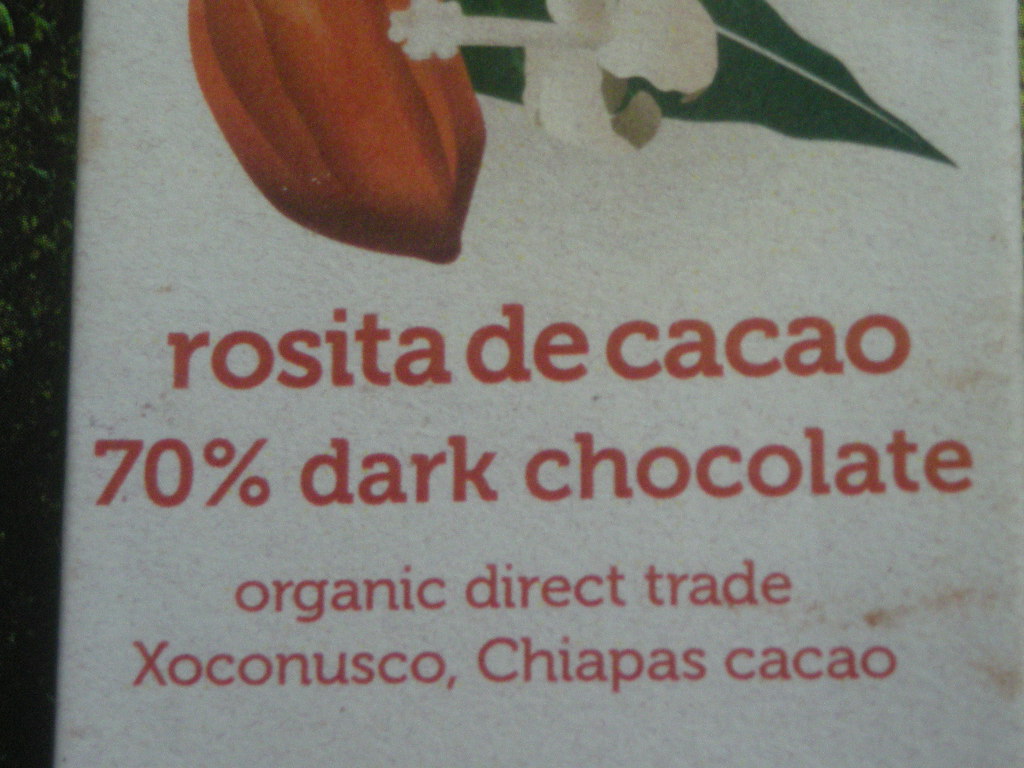 rosita de cacao
70% dark chocolate
organic direct trade
Xoconusco, Chiapas cacao